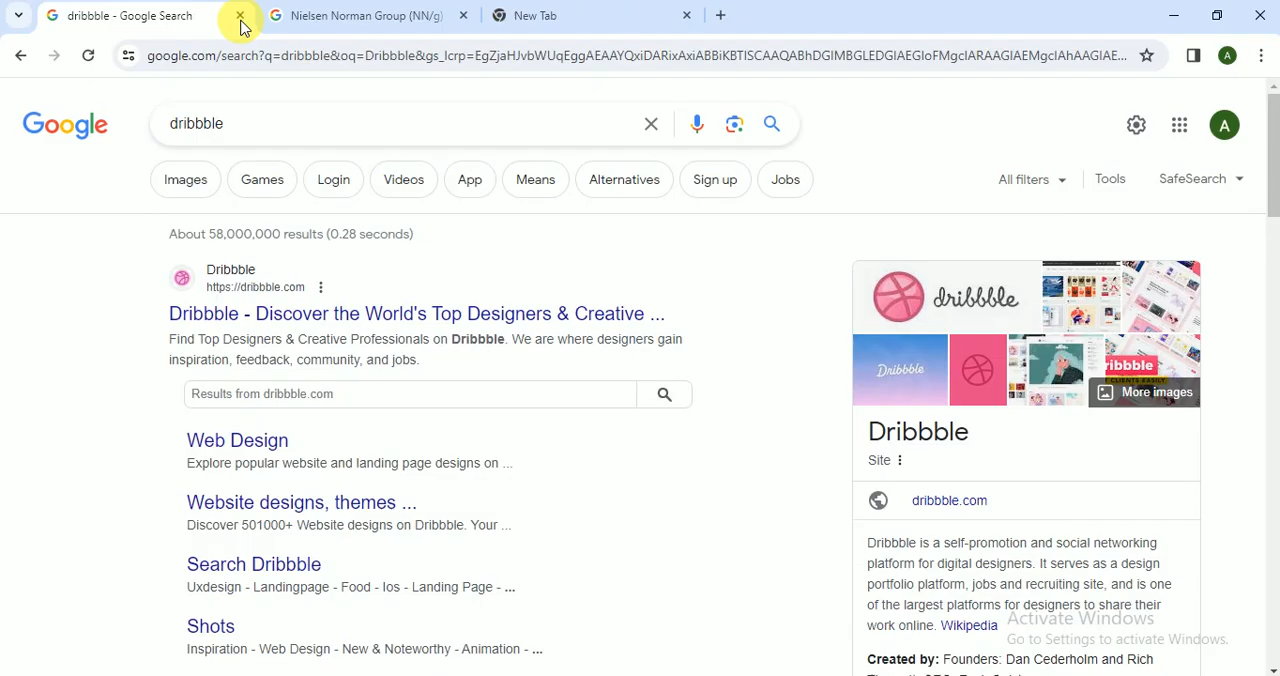 dribbble - Google Search
Nielsen Norman Group (NN/g)
New Tab
google.com/search?q=dribbble&oq=Dribbble&gs_lcrp=EgZjaHJvbWUqEggAEAAYQxiDARixAxiABBiKBTISCAAQABhDGIMBGLEDGIAEGIoFMgcIARAAGIAEMgcIAhAAGIAE...
A
Google
dribbble
A
Images
Games
Login
Videos
App
Means
Alternatives
Sign up
Jobs
All filters
Tools
SafeSearch
About 58,000,000 results (0.28 seconds)
Dribbble
https://dribbble.com
Dribbble - Discover the World's Top Designers & Creative ...
Find Top Designers & Creative Professionals on Dribbble. We are where designers gain
inspiration, feedback, community, and jobs.
Results from dribbble.com
Web Design
Explore popular website and landing page designs on ...
Website designs, themes ...
Discover 501000+ Website designs on Dribbble. Your ...
Search Dribbble
Uxdesign - Landingpage - Food - Ios - Landing Page - ...
Shots
Inspiration - Web Design - New & Noteworthy - Animation - ...
dribbble
Dribbble
ribbble
CLIENTS EASILY
More images
Dribbble
Site
dribbble.com
Dribbble is a self-promotion and social networking
platform for digital designers. It serves as a design
portfolio platform, jobs and recruiting site, and is one
of the largest platforms for designers to share their
work online. Wikipedia
Created by: Founders: Dan Cederholm and Rich
Activate Windows
Go to Settings to activate Windows.